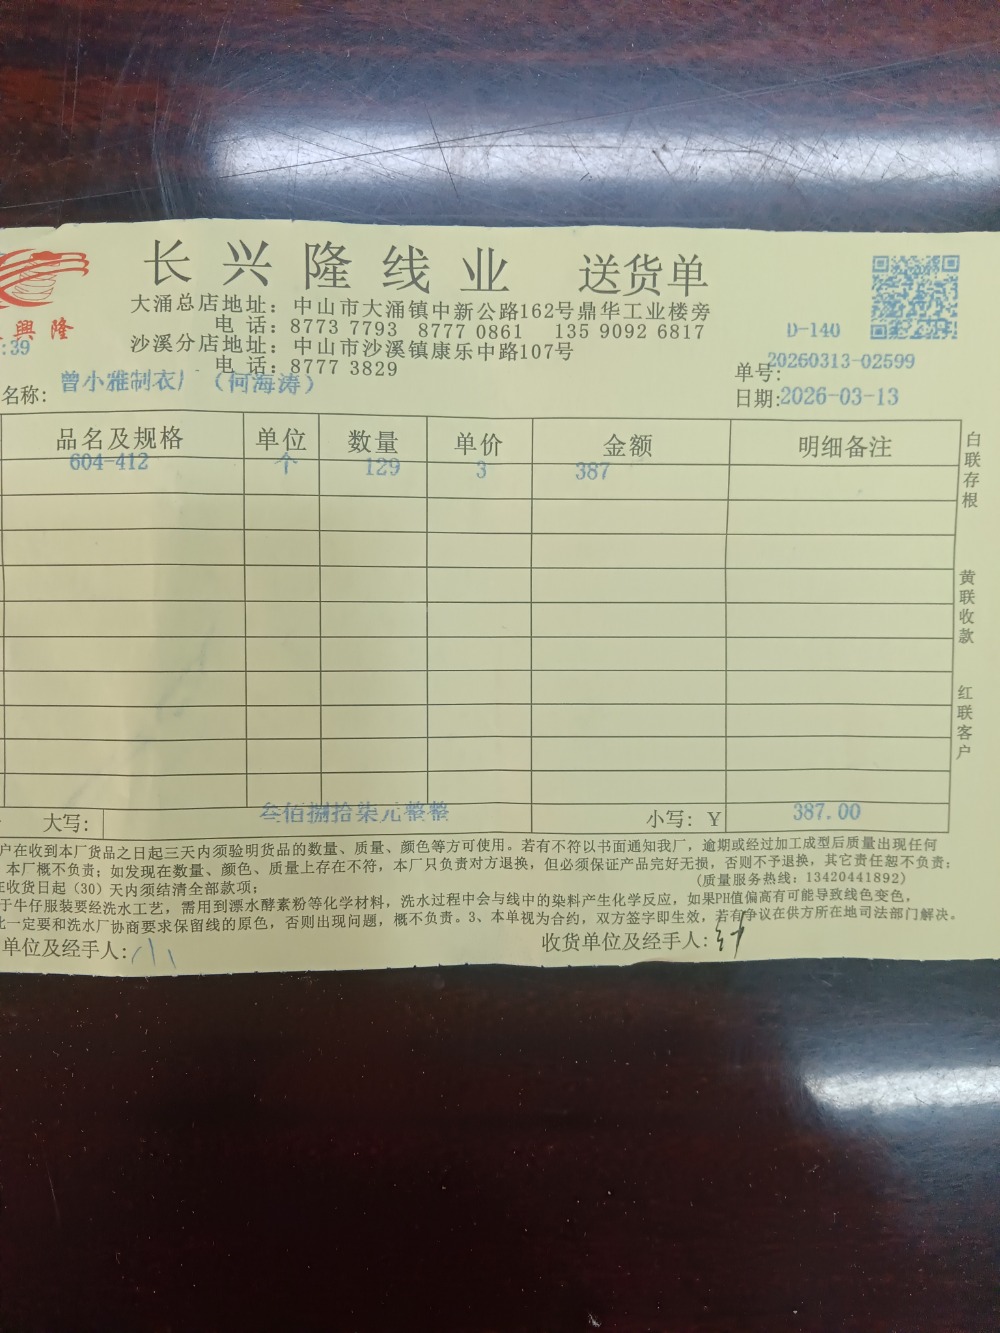 长兴隆线业 送货单
大涌总店地址：中山市大涌镇中新公路162号鼎华工业楼旁
电 话：8773 7793 8777 0861 135 9092 6817
沙溪分店地址：中山市沙溪镇康乐中路107号
电 话：8777 3829
興隆
:39
D-140
单号：20260313-02599
日期：2026-03-13
名称：曾小雅制衣厂（何海涛）
品名及规格 单位 数量 单价 金额 明细备注
604-412 个 129 3 387
白联存根
黄联收款
红联客户
大写：叁佰捌拾柒元整整 小写：Y 387.00
户在收到本厂货品之日起三天内须验明货品的数量、质量、颜色等方可使用。若有不符以书面通知我厂，逾期或经过加工成型后质量出现任何
，本厂概不负责；如发现在数量、颜色、质量上存在不符，本厂只负责对方退换，但必须保证产品完好无损，否则不予退换，其它责任恕不负责；
在收货日起（30）天内须结清全部款项； （质量服务热线：13420441892）
于牛仔服装要经洗水工艺，需用到漂水酵素粉等化学材料，洗水过程中会与线中的染料产生化学反应，如果PH值偏高有可能导致线色变色，
此一定要和洗水厂协商要求保留线的原色，否则出现问题，概不负责。3、本单视为合约，双方签字即生效，若有争议在供方所在地司法部门解决。
单位及经手人： 收货单位及经手人：